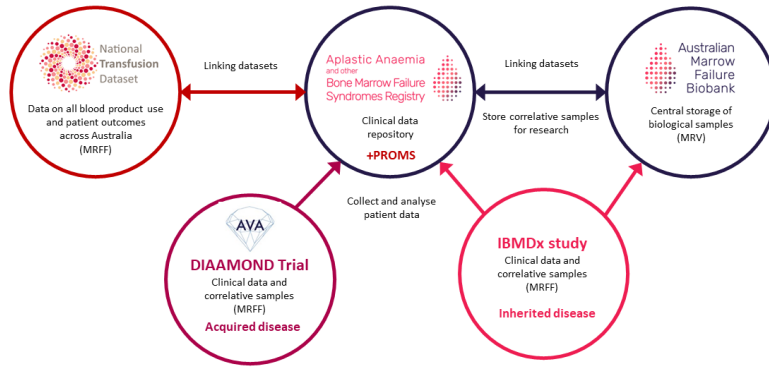 National
Transfusion
Dataset
Data on all blood product use
and patient outcomes
across Australia
(MRFF)
Linking datasets
Aplastic Anaemia
and other
Bone Marrow Failure
Syndromes Registry
Clinical data
repository
+PROMS
Linking datasets
Store correlative samples
for research
Australian
Marrow
Failure
Biobank
Central storage of
biological samples
(MRV)
Collect and analyse
patient data
AVA
DIAAMOND Trial
Clinical data and
correlative samples
(MRFF)
Acquired disease
IBMDx study
Clinical data and
correlative samples
(MRFF)
Inherited disease